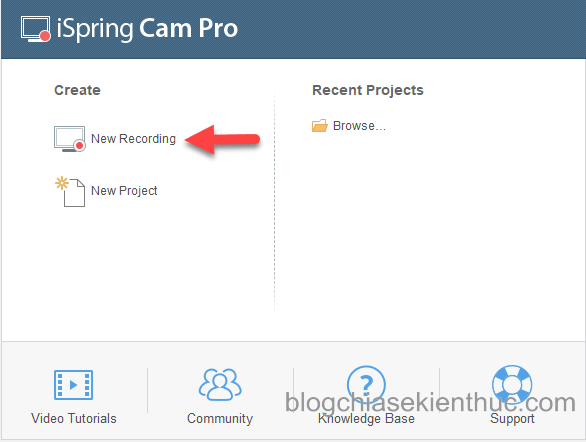 iSpring Cam Pro
Create
Recent Projects
New Recording
Browse...
New Project
?
Video Tutorials
Community
Knowledge Base
Support
blogchiasekienthuc.com